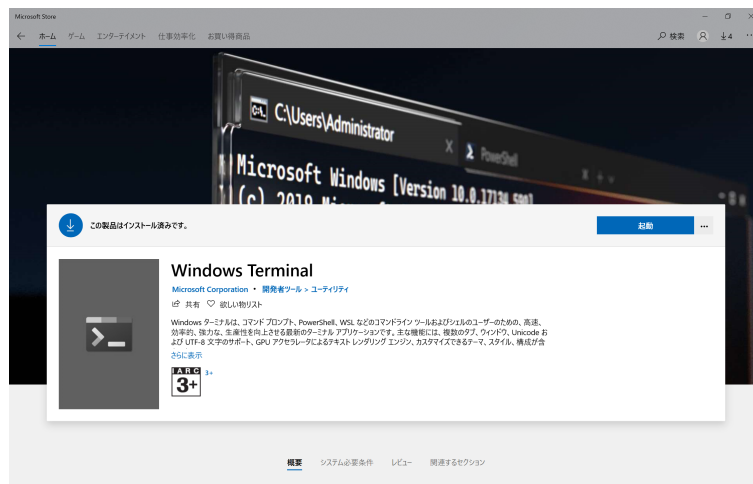 Microsoft Store
ホーム ゲーム エンターテイメント 仕事効率化 お買い得商品 検索 4
C:\Users\Administrator
PowerShell
Microsoft Windows [Version 10.0.17134.590]
(c) 2019
この製品はインストール済みです。
起動
Windows Terminal
Microsoft Corporation • 開発者ツール > ユーティリティ
共有 欲しい物リスト
Windows ターミナルは、コマンド プロンプト、PowerShell、WSL などのコマンドライン ツールおよびシェルのユーザーのための、高速、
効率的、強力な、生産性を向上させる最新のターミナル アプリケーションです。主な機能には、複数のタブ、ウィンドウ、Unicode お
よび UTF-8 文字のサポート、GPU アクセラレータによるテキスト レンダリング エンジン、カスタマイズできるテーマ、スタイル、構成が含
さらに表示
IARC
3+
3+
概要 システム必要条件 レビュー 関連するセクション